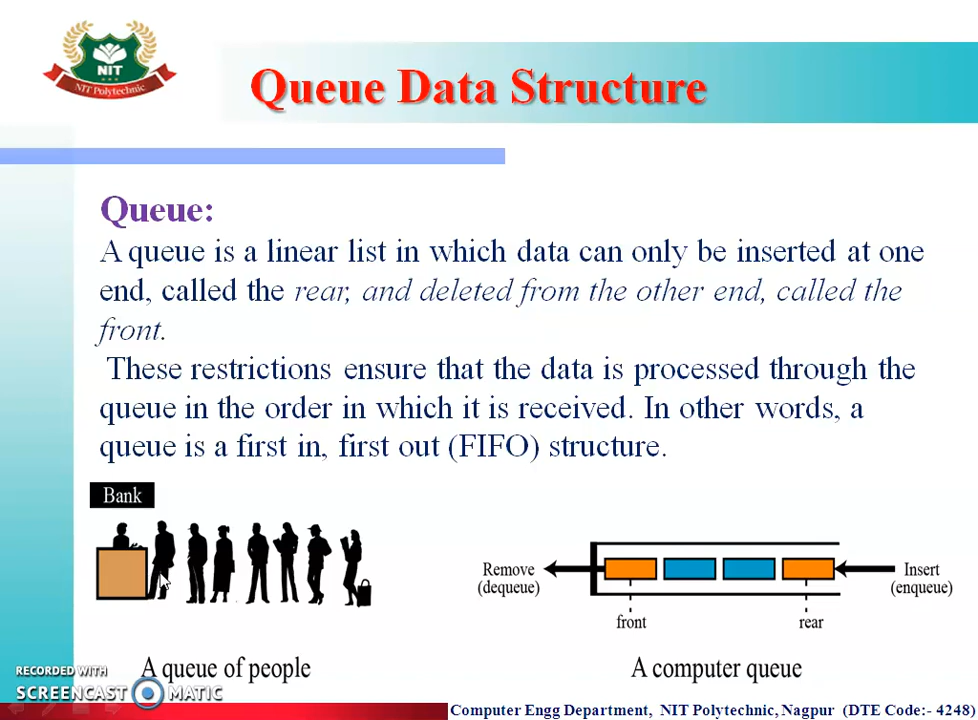 NIT
NIT Polytechnic
Queue Data Structure
Queue:
A queue is a linear list in which data can only be inserted at one
end, called the rear, and deleted from the other end, called the
front.
These restrictions ensure that the data is processed through the
queue in the order in which it is received. In other words, a
queue is a first in, first out (FIFO) structure.
Bank
Remove
(dequeue)
Insert
(enqueue)
front
rear
A queue of people
A computer queue
RECORDED WITH
SCREENCAST MATIC
Computer Engg Department, NIT Polytechnic, Nagpur (DTE Code:- 4248)